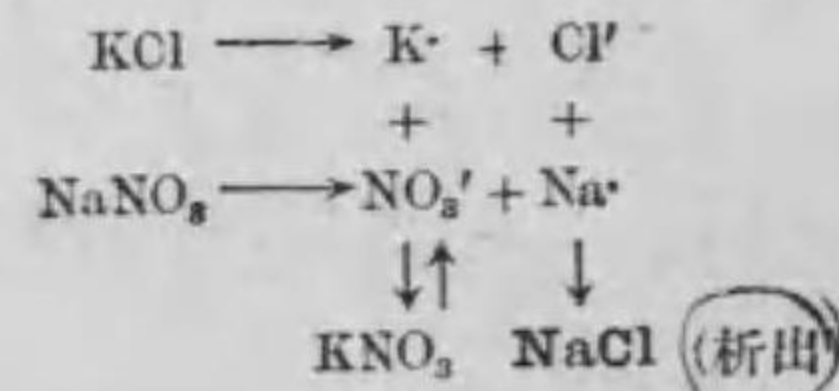 KCl ⟶ K· + Cl′
+ +
NaNO₃ ⟶ NO₃′ + Na·
↓↑ ↓
KNO₃ NaCl (析出)